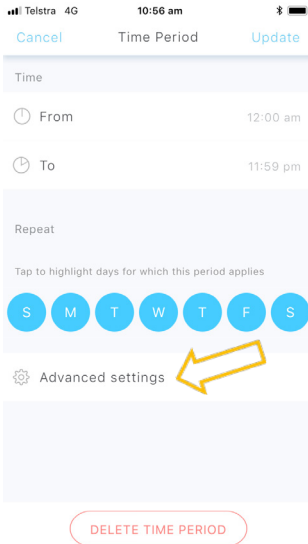 Telstra 4G 10:56 am
Cancel Time Period Update
Time
From 12:00 am
To 11:59 pm
Repeat
Tap to highlight days for which this period applies
S M T W T F S
Advanced settings
DELETE TIME PERIOD